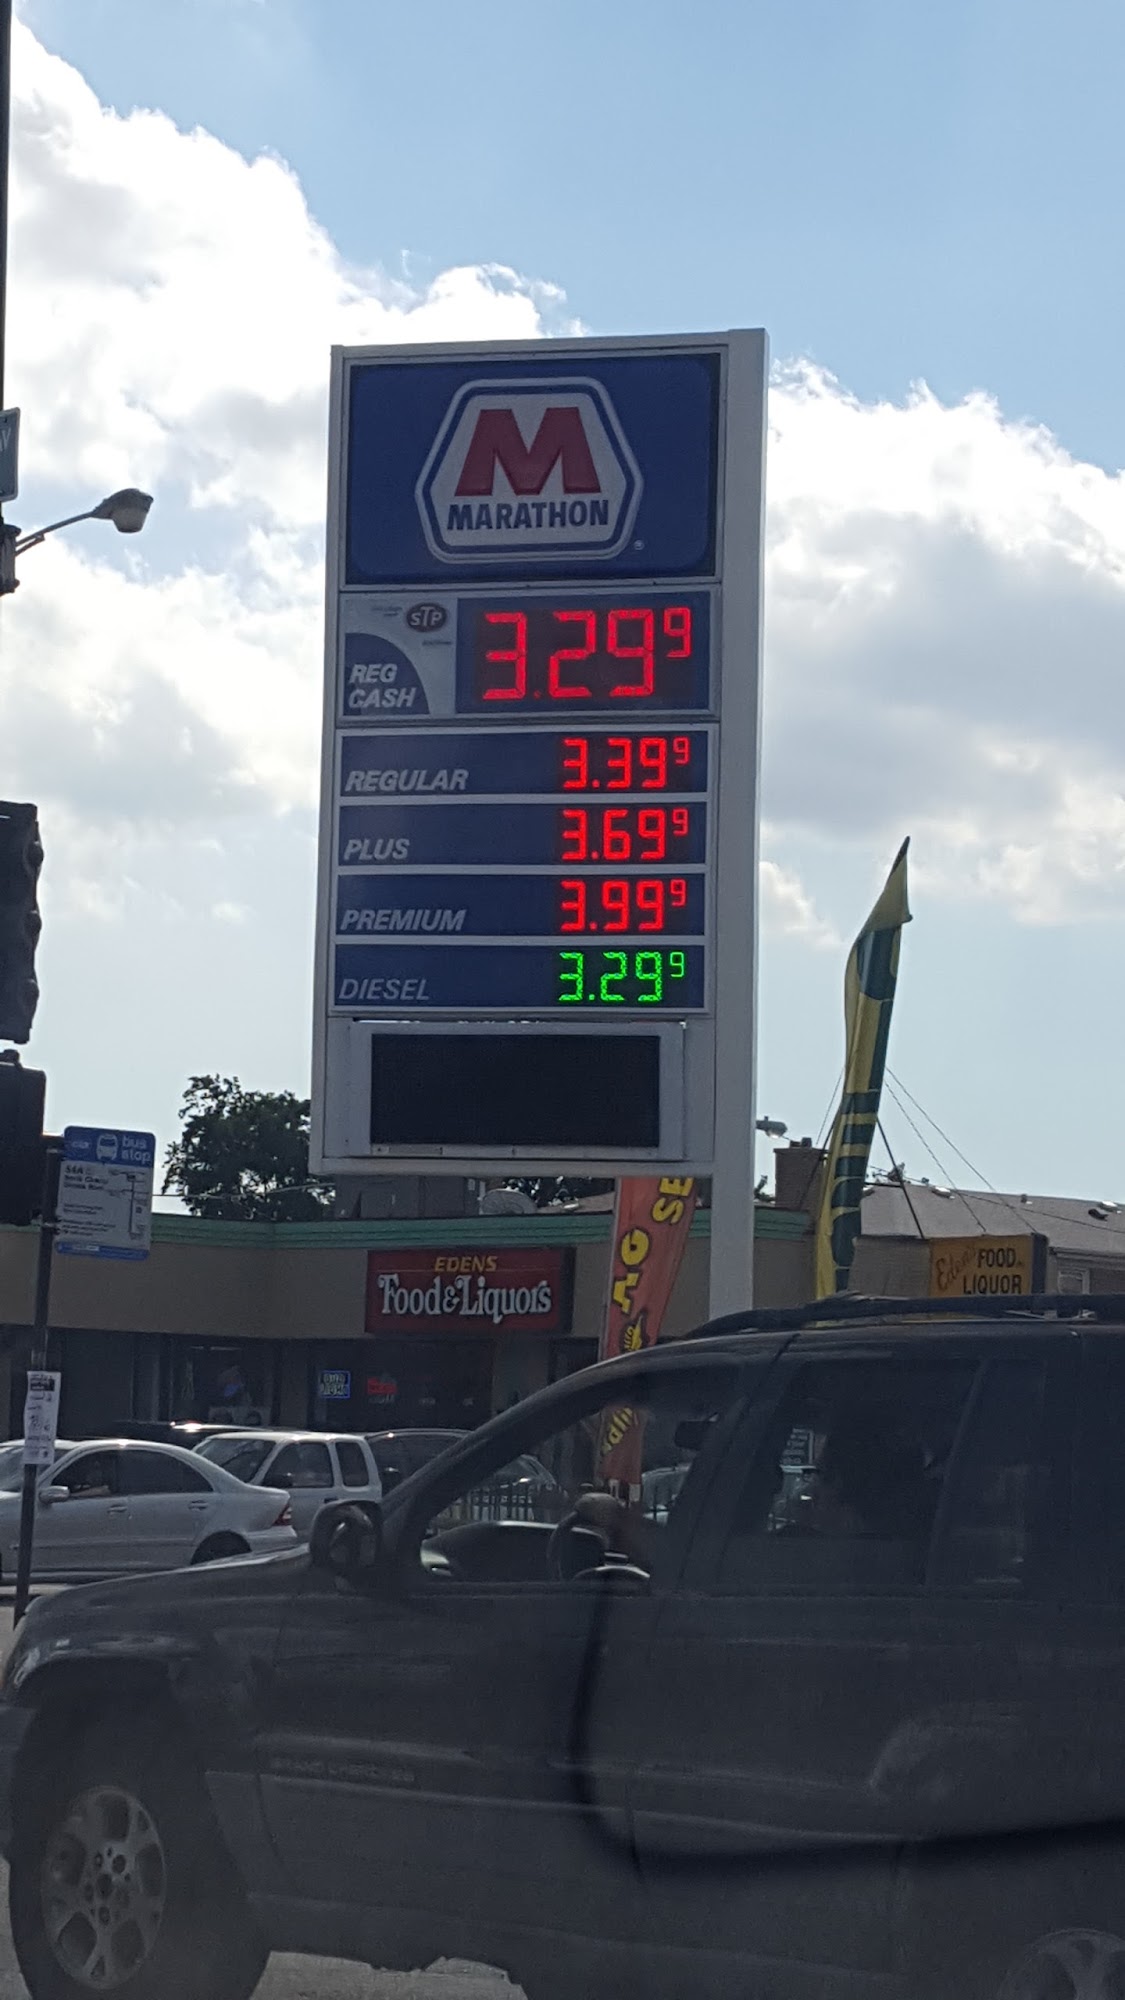 M
MARATHON
STP
REG
CASH
3.29 9
REGULAR 3.39 9
PLUS 3.69 9
PREMIUM 3.99 9
DIESEL 3.29 9
bus
stop
EDENS
Food & Liquors
Eden's FOOD
LIQUOR